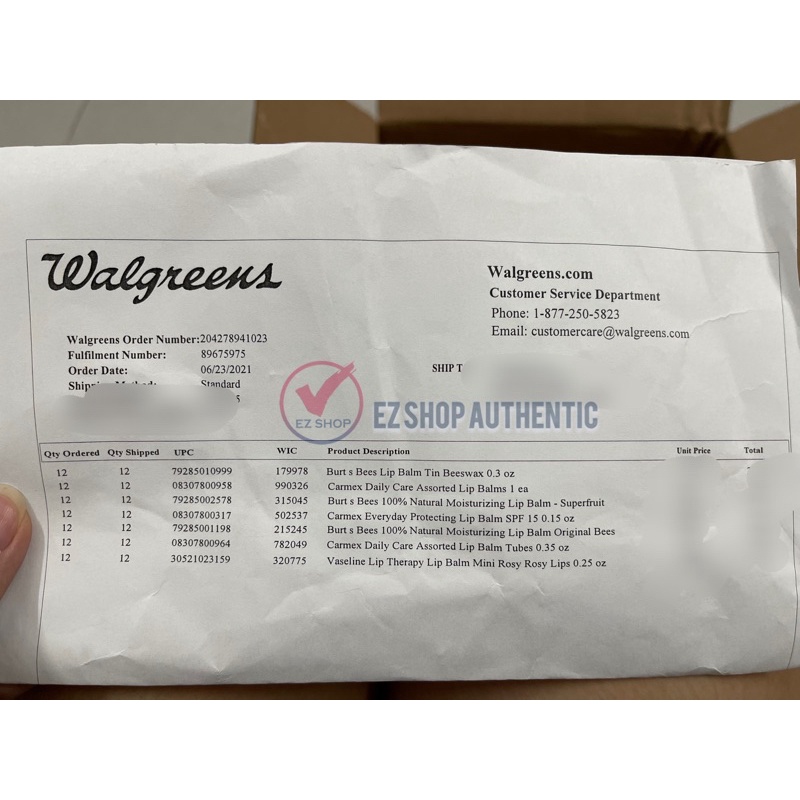 Walgreens
Walgreens.com
Customer Service Department
Phone: 1-877-250-5823
Email: customercare@walgreens.com
Walgreens Order Number:204278941023
Fulfilment Number: 89675975
Order Date: 06/23/2021
Standard
SHIP T
EZ SHOP
EZ SHOP AUTHENTIC
Qty Ordered Qty Shipped UPC WIC Product Description Unit Price Total
12 12 79285010999 179978 Burt s Bees Lip Balm Tin Beeswax 0.3 oz
12 12 08307800958 990326 Carmex Daily Care Assorted Lip Balms 1 ea
12 12 79285002578 315045 Burt s Bees 100% Natural Moisturizing Lip Balm - Superfruit
12 12 08307800317 502537 Carmex Everyday Protecting Lip Balm SPF 15 0.15 oz
12 12 79285001198 215245 Burt s Bees 100% Natural Moisturizing Lip Balm Original Bees
12 12 08307800964 782049 Carmex Daily Care Assorted Lip Balm Tubes 0.35 oz
12 12 30521023159 320775 Vaseline Lip Therapy Lip Balm Mini Rosy Rosy Lips 0.25 oz